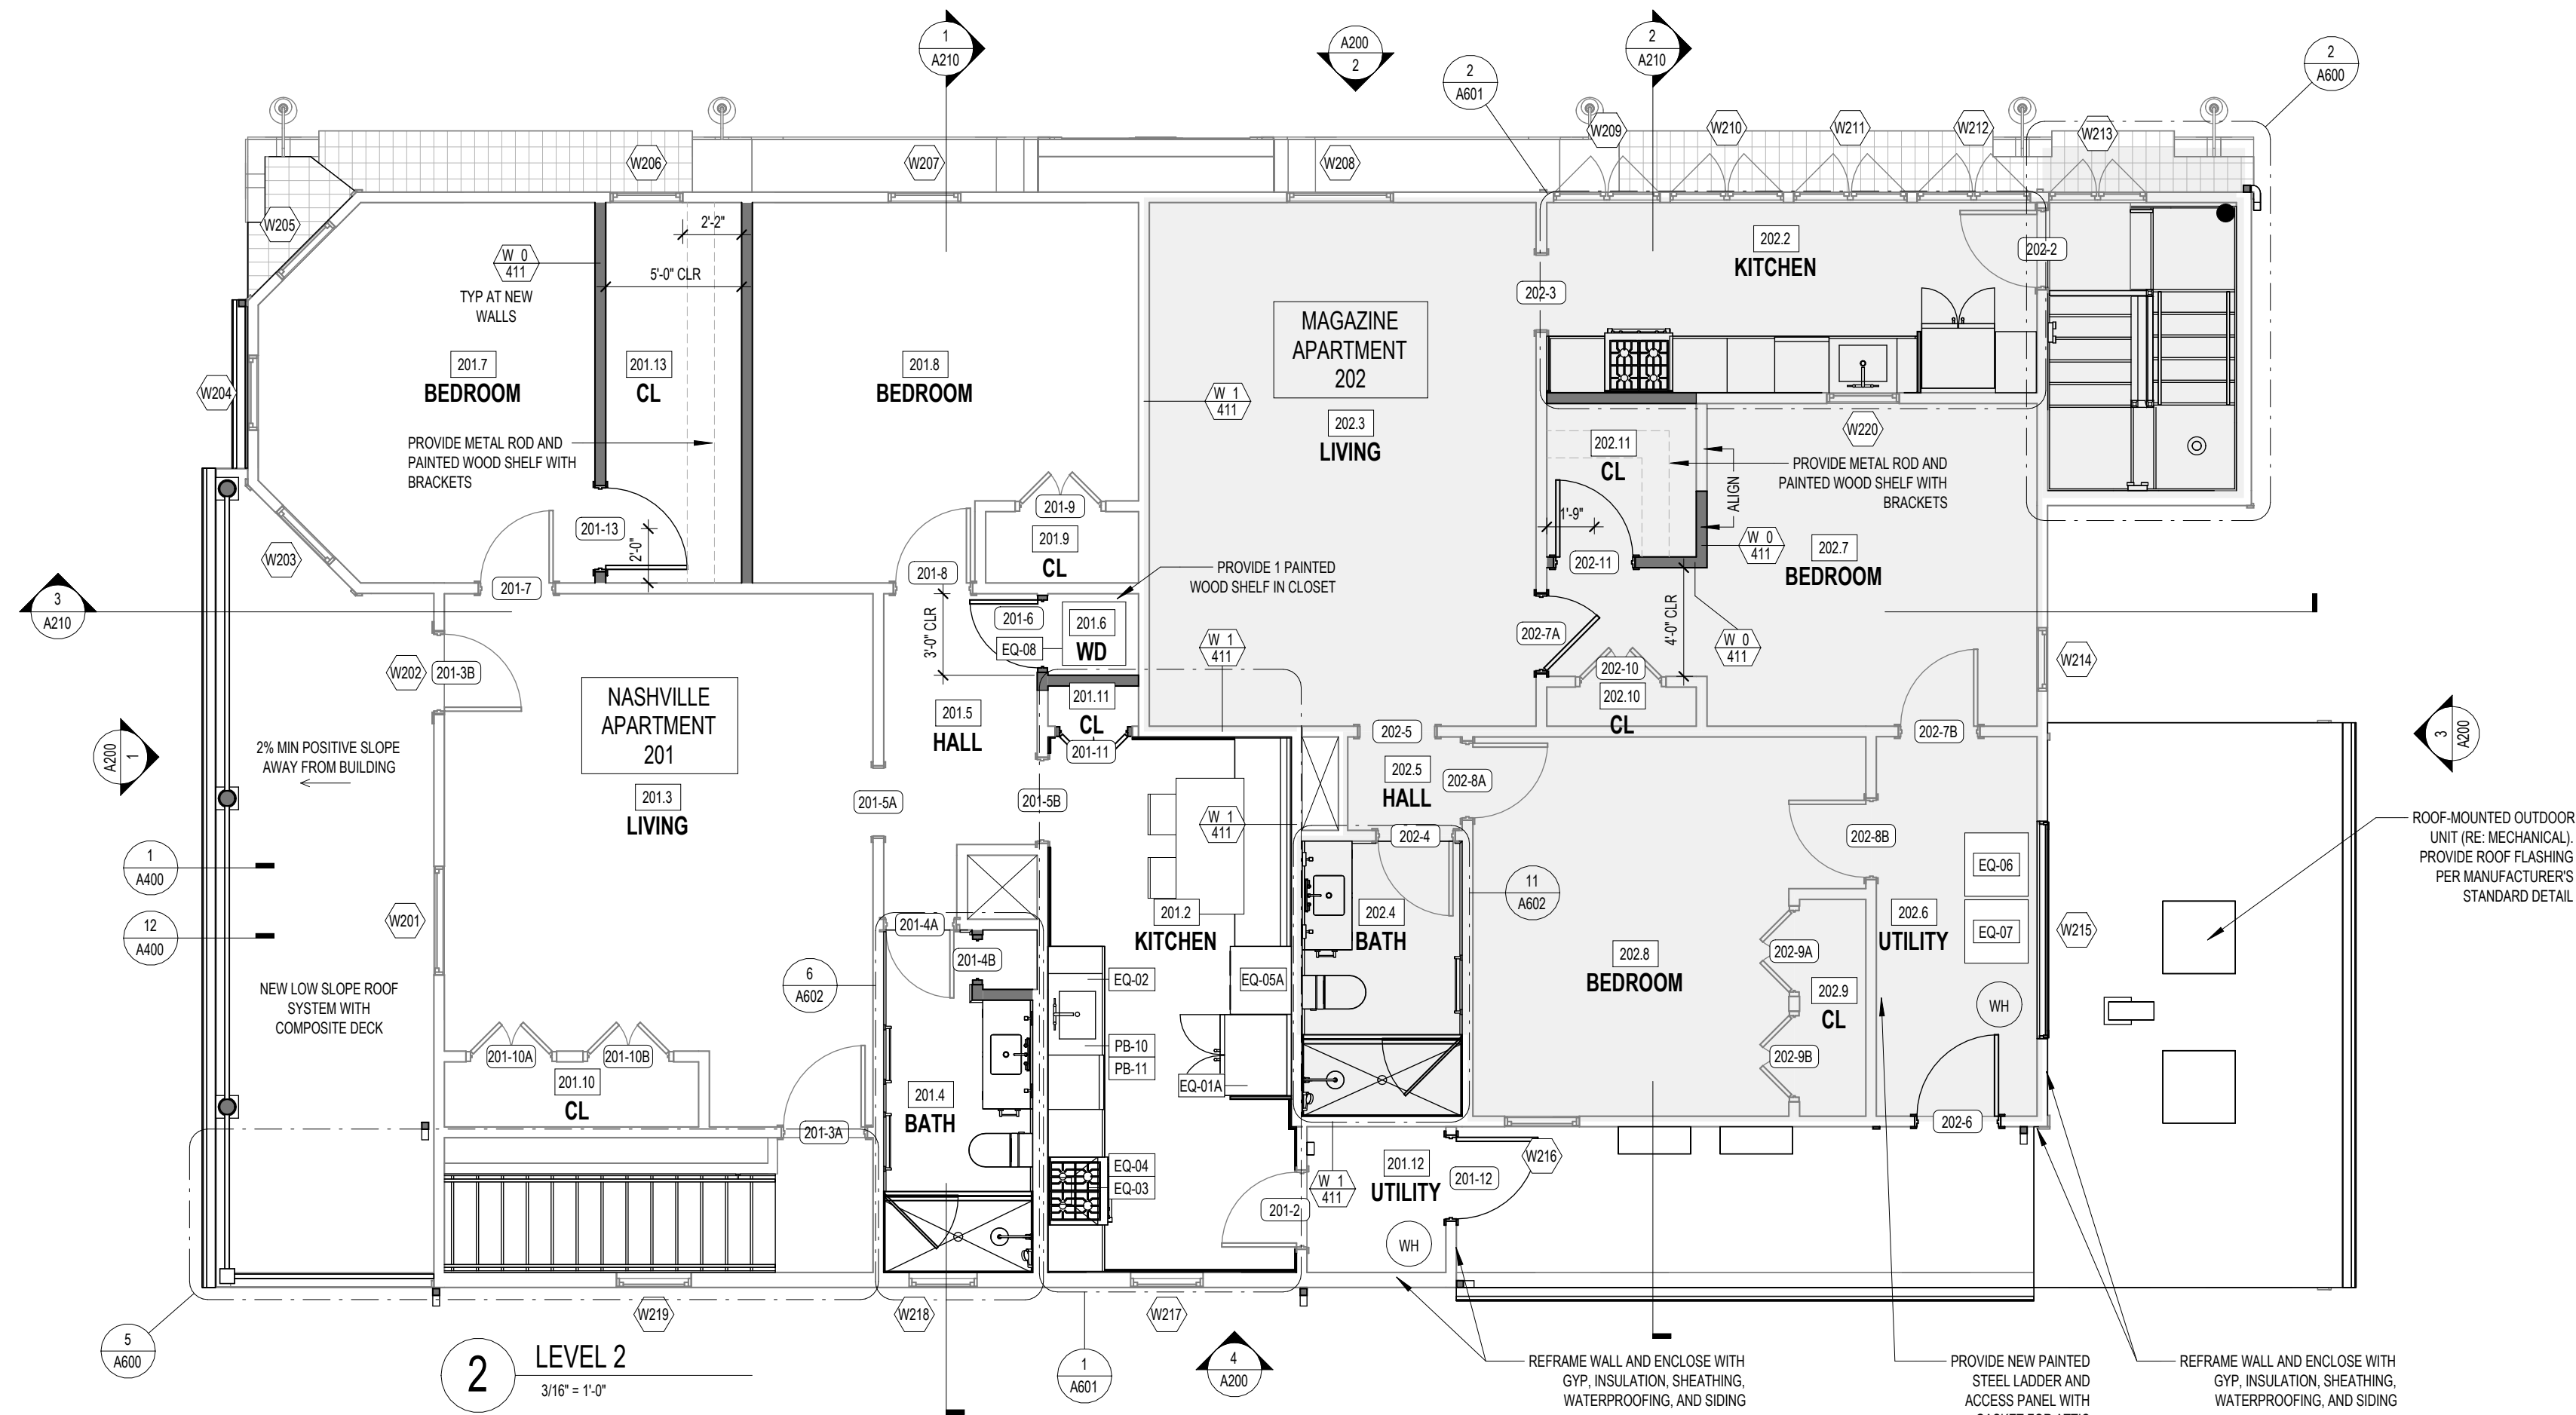 1
A210
A200
2
2
A601
2
A210
2
A600
W209
W210
W211
W212
W213
W206
W207
W208
W205
2'-2"
W 0
411
5'-0" CLR
TYP AT NEW
WALLS
202.2
KITCHEN
202-2
202-3
MAGAZINE
APARTMENT
202
W204
201.7
BEDROOM
201.13
CL
201.8
BEDROOM
W 1
411
202.3
LIVING
W220
202.11
CL
PROVIDE METAL ROD AND
PAINTED WOOD SHELF WITH
BRACKETS
PROVIDE METAL ROD AND
PAINTED WOOD SHELF WITH
BRACKETS
ALIGN
201-9
201-13
2'-0"
201.9
CL
1'-9"
W 0
411
202.7
BEDROOM
W203
201-7
201-8
202-11
PROVIDE 1 PAINTED
WOOD SHELF IN CLOSET
3
A210
3'-0" CLR
201-6
201.6
WD
EQ-08
W 1
411
202-7A
4'-0" CLR
W 0
411
202-10
202.10
CL
W202
201-3B
W214
NASHVILLE
APARTMENT
201
201.5
HALL
201.11
CL
201-11
202-5
202-7B
A200
1
3
A200
2% MIN POSITIVE SLOPE
AWAY FROM BUILDING
201.3
LIVING
201-5A
201-5B
202.5
HALL
202-8A
W 1
411
202-4
202-8B
ROOF-MOUNTED OUTDOOR
UNIT (RE: MECHANICAL).
PROVIDE ROOF FLASHING
PER MANUFACTURER'S
STANDARD DETAIL
1
A400
12
A400
W201
201-4A
201.2
KITCHEN
202.4
BATH
11
A602
EQ-06
EQ-07
202.6
UTILITY
W215
6
A602
201-4B
EQ-02
EQ-05A
202.8
BEDROOM
202-9A
202.9
CL
WH
NEW LOW SLOPE ROOF
SYSTEM WITH
COMPOSITE DECK
201-10A
201-10B
201.10
CL
PB-10
PB-11
EQ-01A
202-9B
201.4
BATH
201-3A
202-6
EQ-04
EQ-03
W 1
411
201.12
UTILITY
201-12
W216
201-2
WH
W219
W218
W217
5
A600
2
LEVEL 2
3/16" = 1'-0"
1
A601
4
A200
REFRAME WALL AND ENCLOSE WITH
GYP, INSULATION, SHEATHING,
WATERPROOFING, AND SIDING
PROVIDE NEW PAINTED
STEEL LADDER AND
ACCESS PANEL WITH
REFRAME WALL AND ENCLOSE WITH
GYP, INSULATION, SHEATHING,
WATERPROOFING, AND SIDING